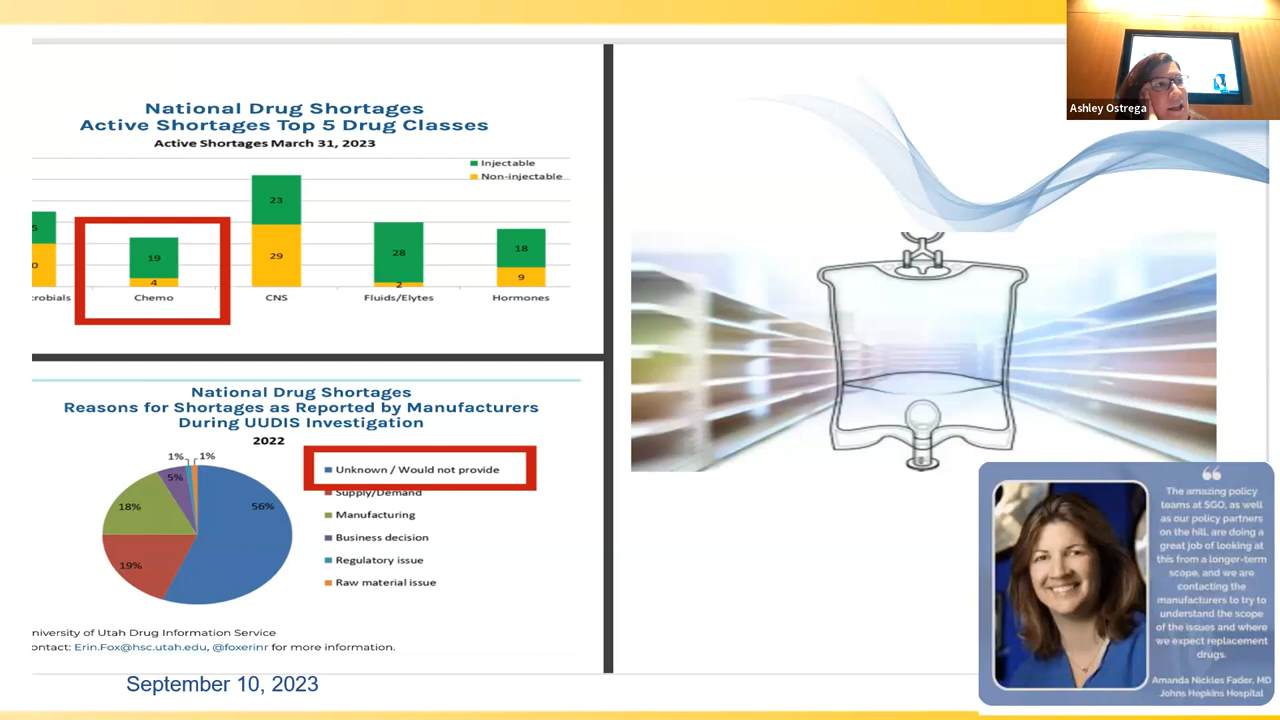 National Drug Shortages
Active Shortages Top 5 Drug Classes
Active Shortages March 31, 2023
Injectable
Non-injectable
5
0
19
4
23
29
28
2
18
9
crobials
Chemo
CNS
Fluids/Elytes
Hormones
National Drug Shortages
Reasons for Shortages as Reported by Manufacturers
During UUDIS Investigation
2022
1%
1%
5%
18%
56%
19%
Unknown / Would not provide
Supply/Demand
Manufacturing
Business decision
Regulatory issue
Raw material issue
niversity of Utah Drug Information Service
ontact: Erin.Fox@hsc.utah.edu, @foxerinr for more information.
September 10, 2023
Ashley Ostrega
The amazing policy
teams at SGO, as well
as our policy partners
on the hill, are doing a
great job of looking at
this from a longer-term
scope, and we are
contacting the
manufacturers to try to
understand the scope
of the issues and where
we expect replacement
drugs.
Amanda Nickles Fader, MD
Johns Hopkins Hospital